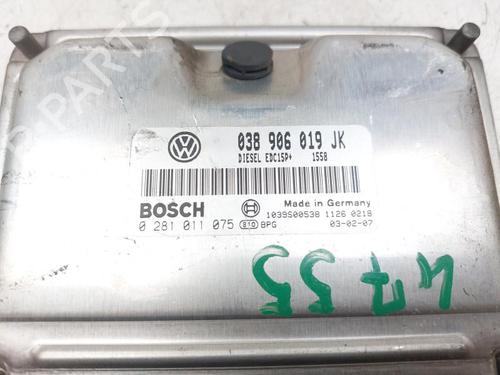 038 906 019 JK
DIESEL EDC15P+ 1558
BOSCH
Made in Germany
1039S00538 1126 0218
0 281 011 075 BPG 03-02-07
4755